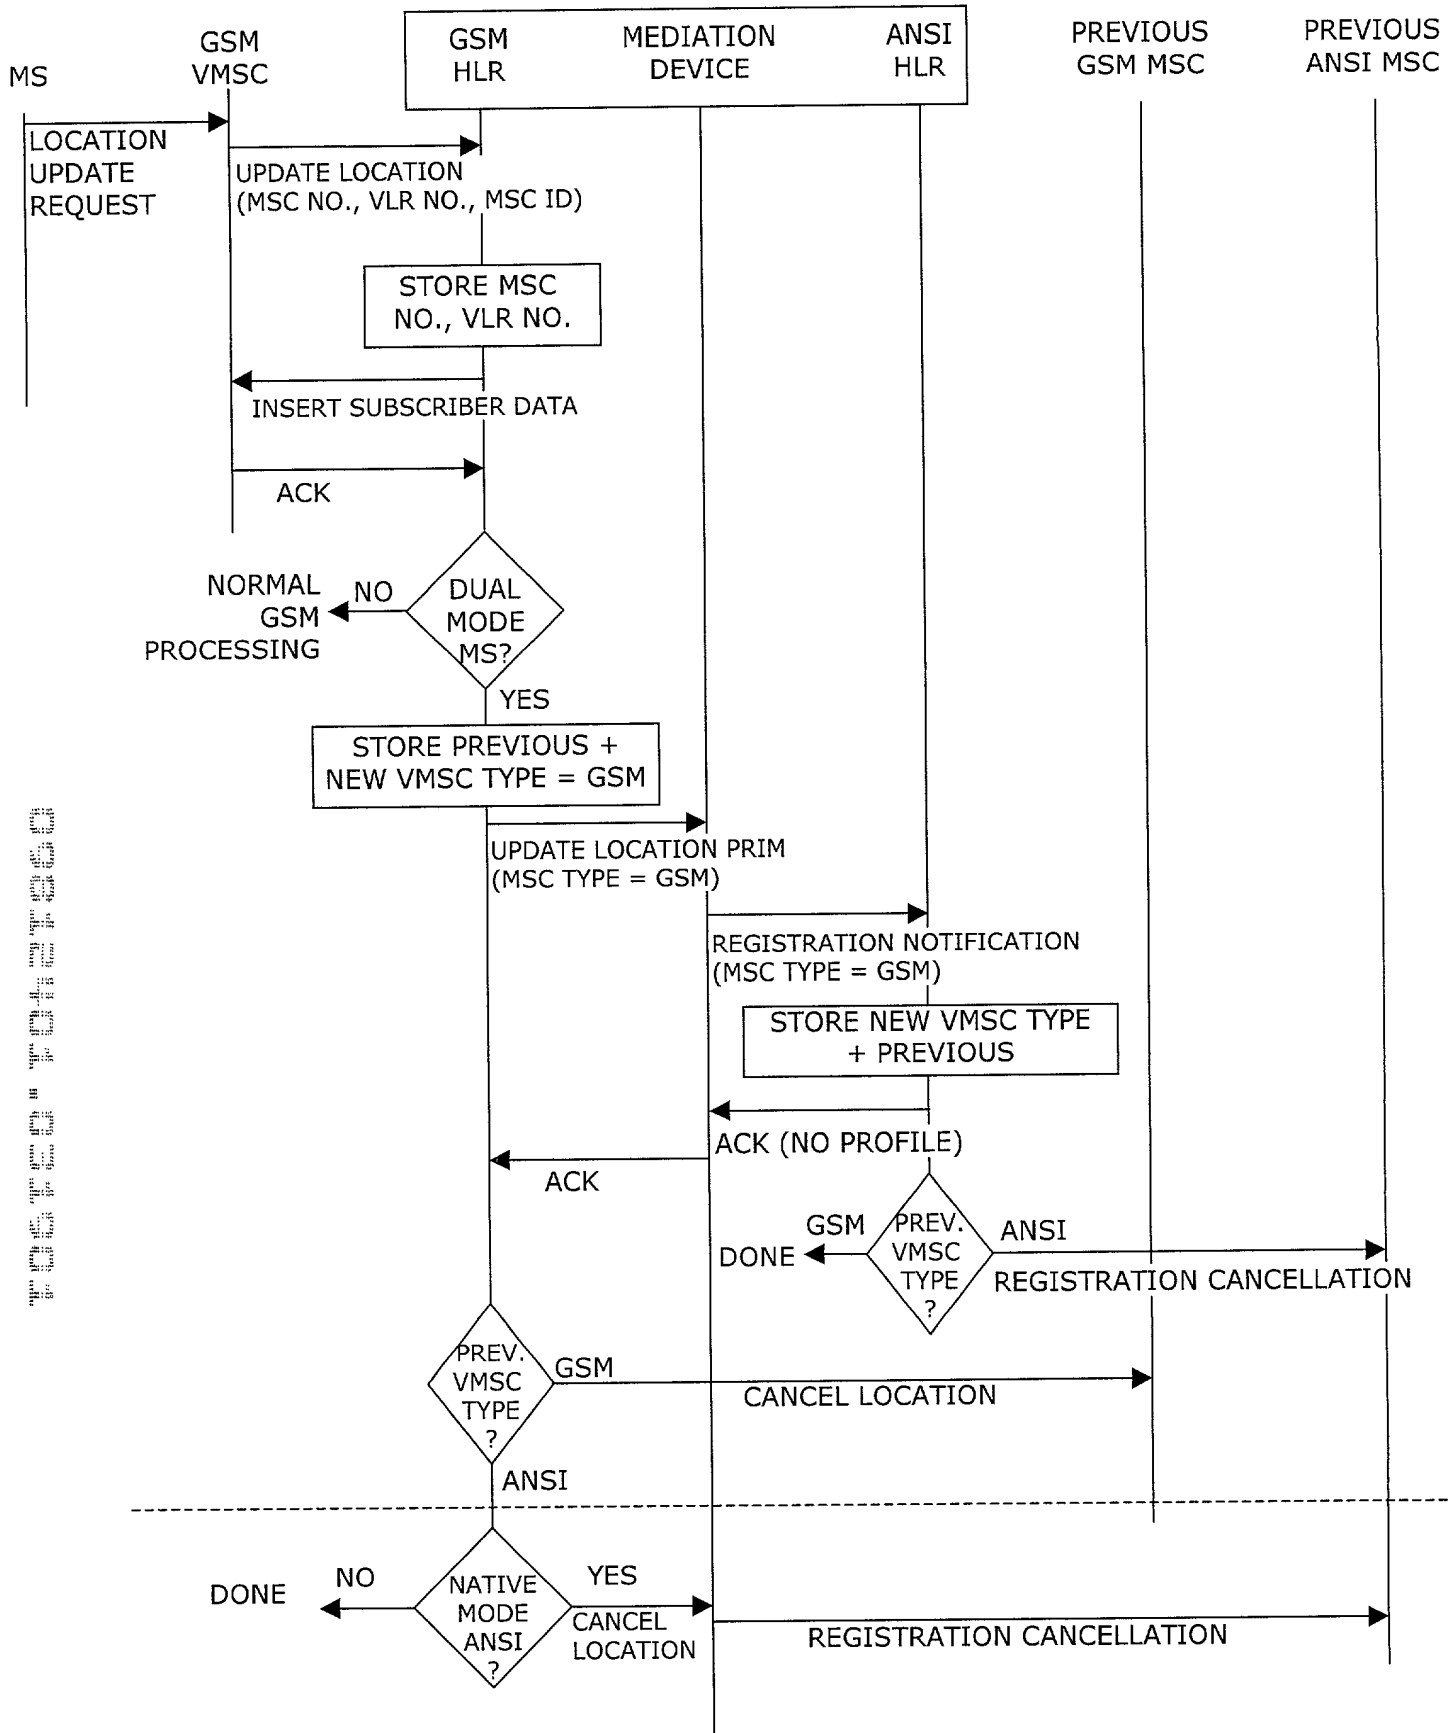 MS
GSM
VMSC
GSM
HLR
MEDIATION
DEVICE
ANSI
HLR
PREVIOUS
GSM MSC
PREVIOUS
ANSI MSC
LOCATION
UPDATE
REQUEST
UPDATE LOCATION
(MSC NO., VLR NO., MSC ID)
STORE MSC
NO., VLR NO.
INSERT SUBSCRIBER DATA
ACK
DUAL
MODE
MS?
NO
NORMAL
GSM
PROCESSING
YES
STORE PREVIOUS +
NEW VMSC TYPE = GSM
UPDATE LOCATION PRIM
(MSC TYPE = GSM)
REGISTRATION NOTIFICATION
(MSC TYPE = GSM)
STORE NEW VMSC TYPE
+ PREVIOUS
ACK (NO PROFILE)
ACK
PREV.
VMSC
TYPE
?
GSM
DONE
ANSI
REGISTRATION CANCELLATION
PREV.
VMSC
TYPE
?
GSM
CANCEL LOCATION
ANSI
NATIVE
MODE
ANSI
?
NO
DONE
YES
CANCEL
LOCATION
REGISTRATION CANCELLATION